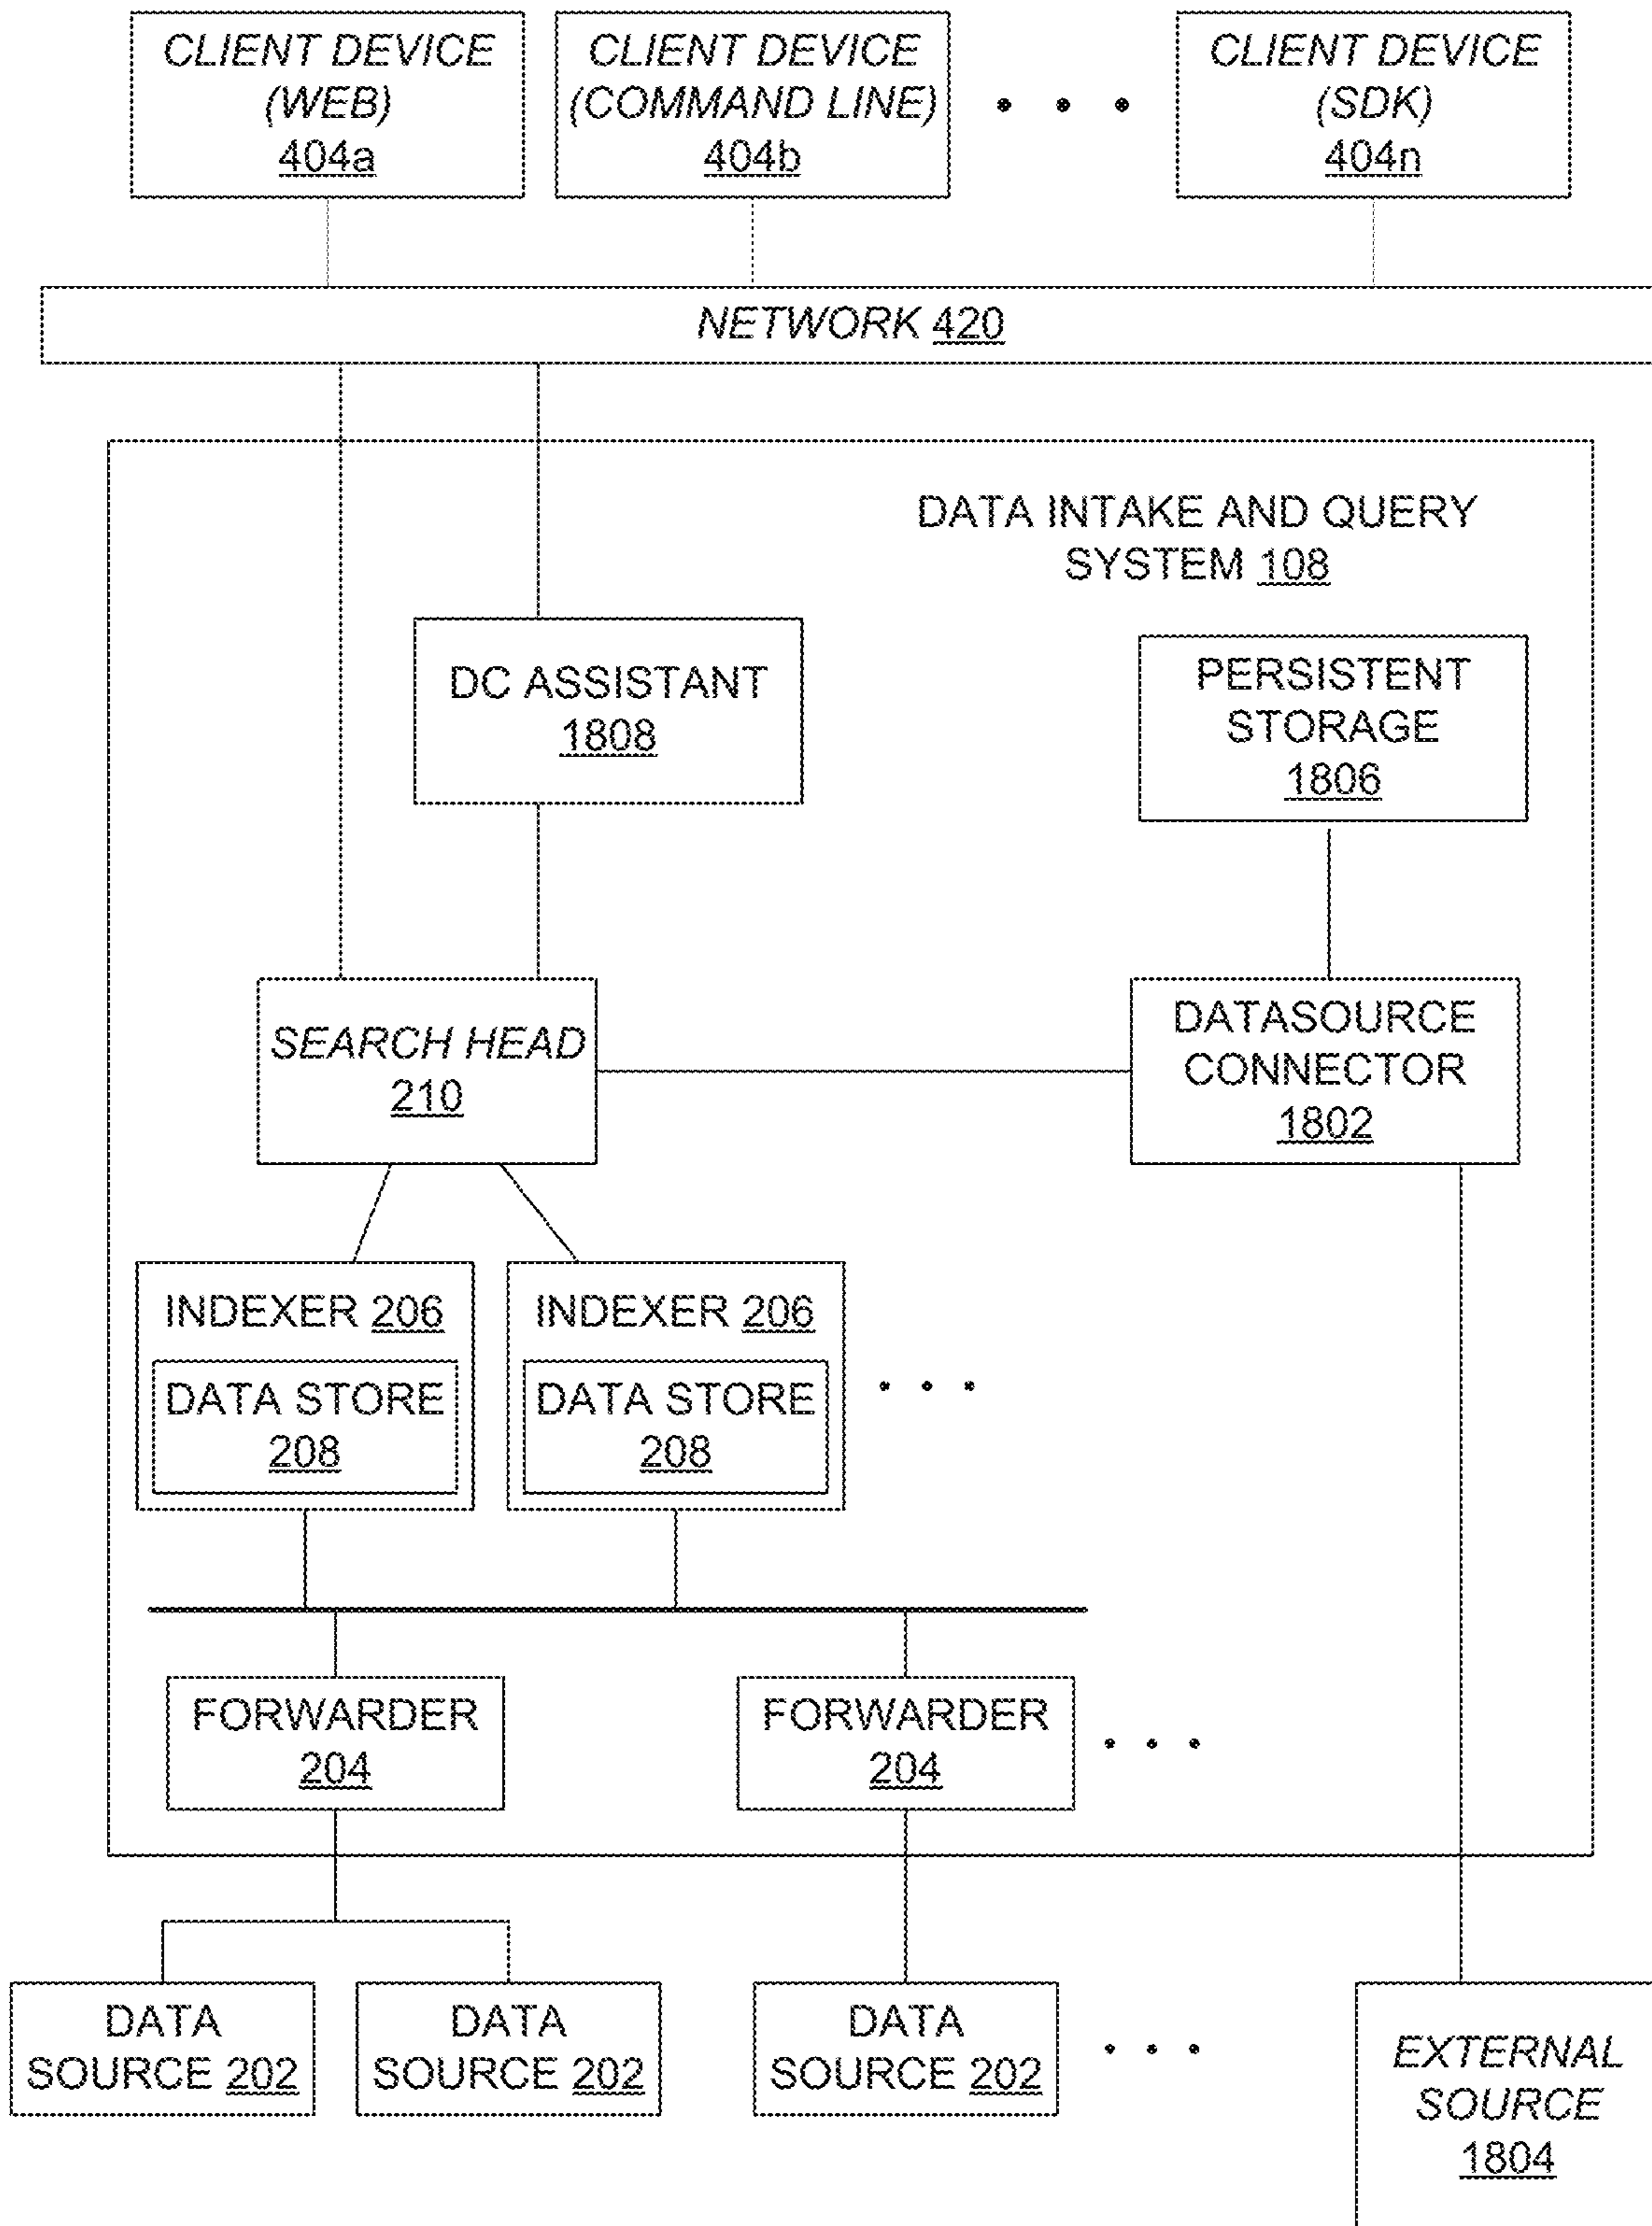 CLIENT DEVICE
(WEB)
404a
CLIENT DEVICE
(COMMAND LINE)
404b
CLIENT DEVICE
(SDK)
404n
NETWORK 420
DATA INTAKE AND QUERY
SYSTEM 108
DC ASSISTANT
1808
PERSISTENT
STORAGE
1806
SEARCH HEAD
210
DATASOURCE
CONNECTOR
1802
INDEXER 206
DATA STORE
208
INDEXER 206
DATA STORE
208
FORWARDER
204
FORWARDER
204
DATA
SOURCE 202
DATA
SOURCE 202
DATA
SOURCE 202
EXTERNAL
SOURCE
1804